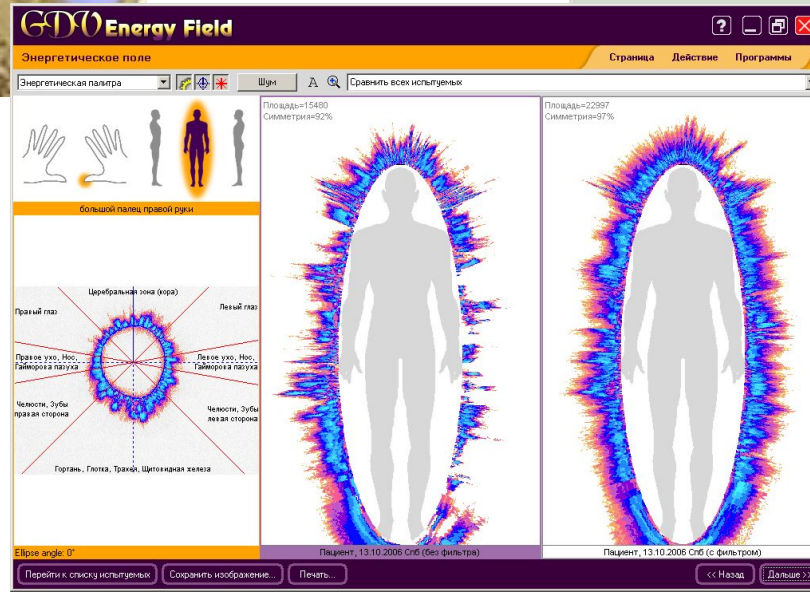 GDV Energy Field
?
Энергетическое поле
Страница Действие Программы
Энергетическая палитра
Шум
A
Сравнить всех испытуемых
большой палец правой руки
Церебральная зона (кора)
Правый глаз
Левый глаз
Правое ухо, Нос,
Гайморова пазуха
Левое ухо, Нос,
Гайморова пазуха
Челюсти, Зубы
правая сторона
Челюсти, Зубы
левая сторона
Гортань, Глотка, Трахея, Щитовидная железа
Ellipse angle: 0°
Площадь=15480
Симметрия=92%
Пациент, 13.10.2006 Спб (без фильтра)
Площадь=22997
Симметрия=97%
Пациент, 13.10.2006 Спб (с фильтром)
Перейти к списку испытуемых
Сохранить изображение...
Печать...
<< Назад
Дальше >>